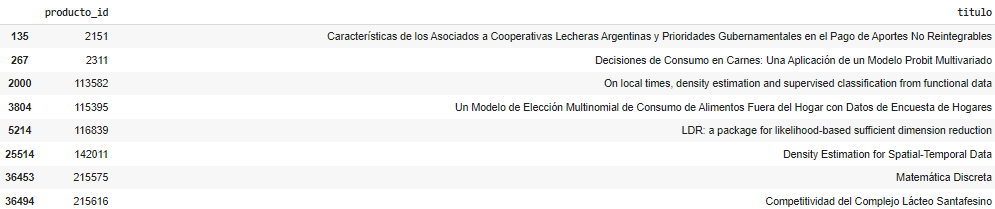 producto_id titulo
135 2151 Características de los Asociados a Cooperativas Lecheras Argentinas y Prioridades Gubernamentales en el Pago de Aportes No Reintegrables
267 2311 Decisiones de Consumo en Carnes: Una Aplicación de un Modelo Probit Multivariado
2000 113582 On local times, density estimation and supervised classification from functional data
3804 115395 Un Modelo de Elección Multinomial de Consumo de Alimentos Fuera del Hogar con Datos de Encuesta de Hogares
5214 116839 LDR: a package for likelihood-based sufficient dimension reduction
25514 142011 Density Estimation for Spatial-Temporal Data
36453 215575 Matemática Discreta
36494 215616 Competitividad del Complejo Lácteo Santafesino